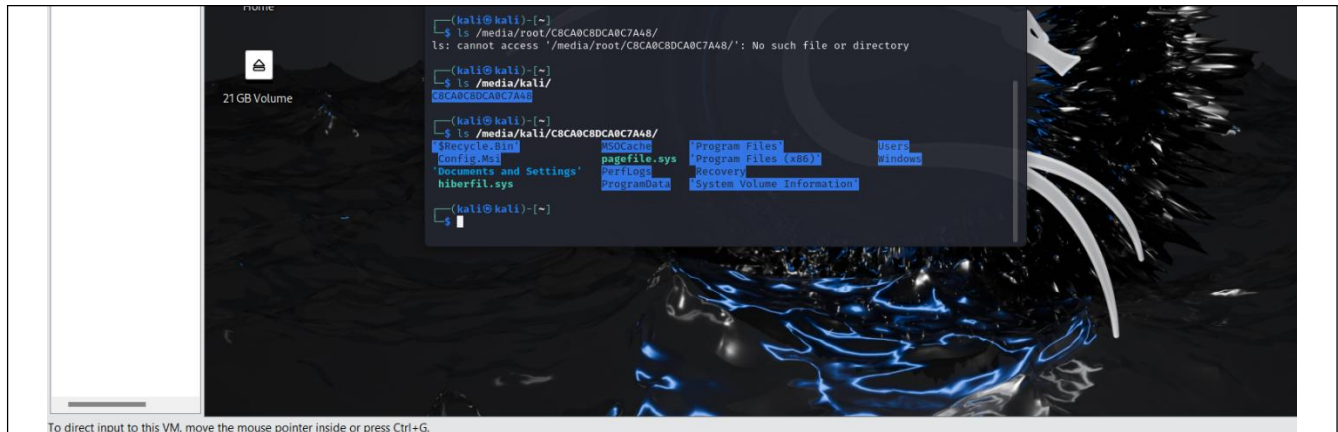 Home
21 GB Volume
┌──(kali㉿kali)-[~]
└─$ ls /media/root/C8CA0C8DCA0C7A48/
ls: cannot access '/media/root/C8CA0C8DCA0C7A48/': No such file or directory
┌──(kali㉿kali)-[~]
└─$ ls /media/kali/
C8CA0C8DCA0C7A48
┌──(kali㉿kali)-[~]
└─$ ls /media/kali/C8CA0C8DCA0C7A48/
'$Recycle.Bin' MSOCache 'Program Files' Users
Config.Msi pagefile.sys 'Program Files (x86)' Windows
'Documents and Settings' PerfLogs Recovery
hiberfil.sys ProgramData 'System Volume Information'
┌──(kali㉿kali)-[~]
└─$
To direct input to this VM, move the mouse pointer inside or press Ctrl+G.